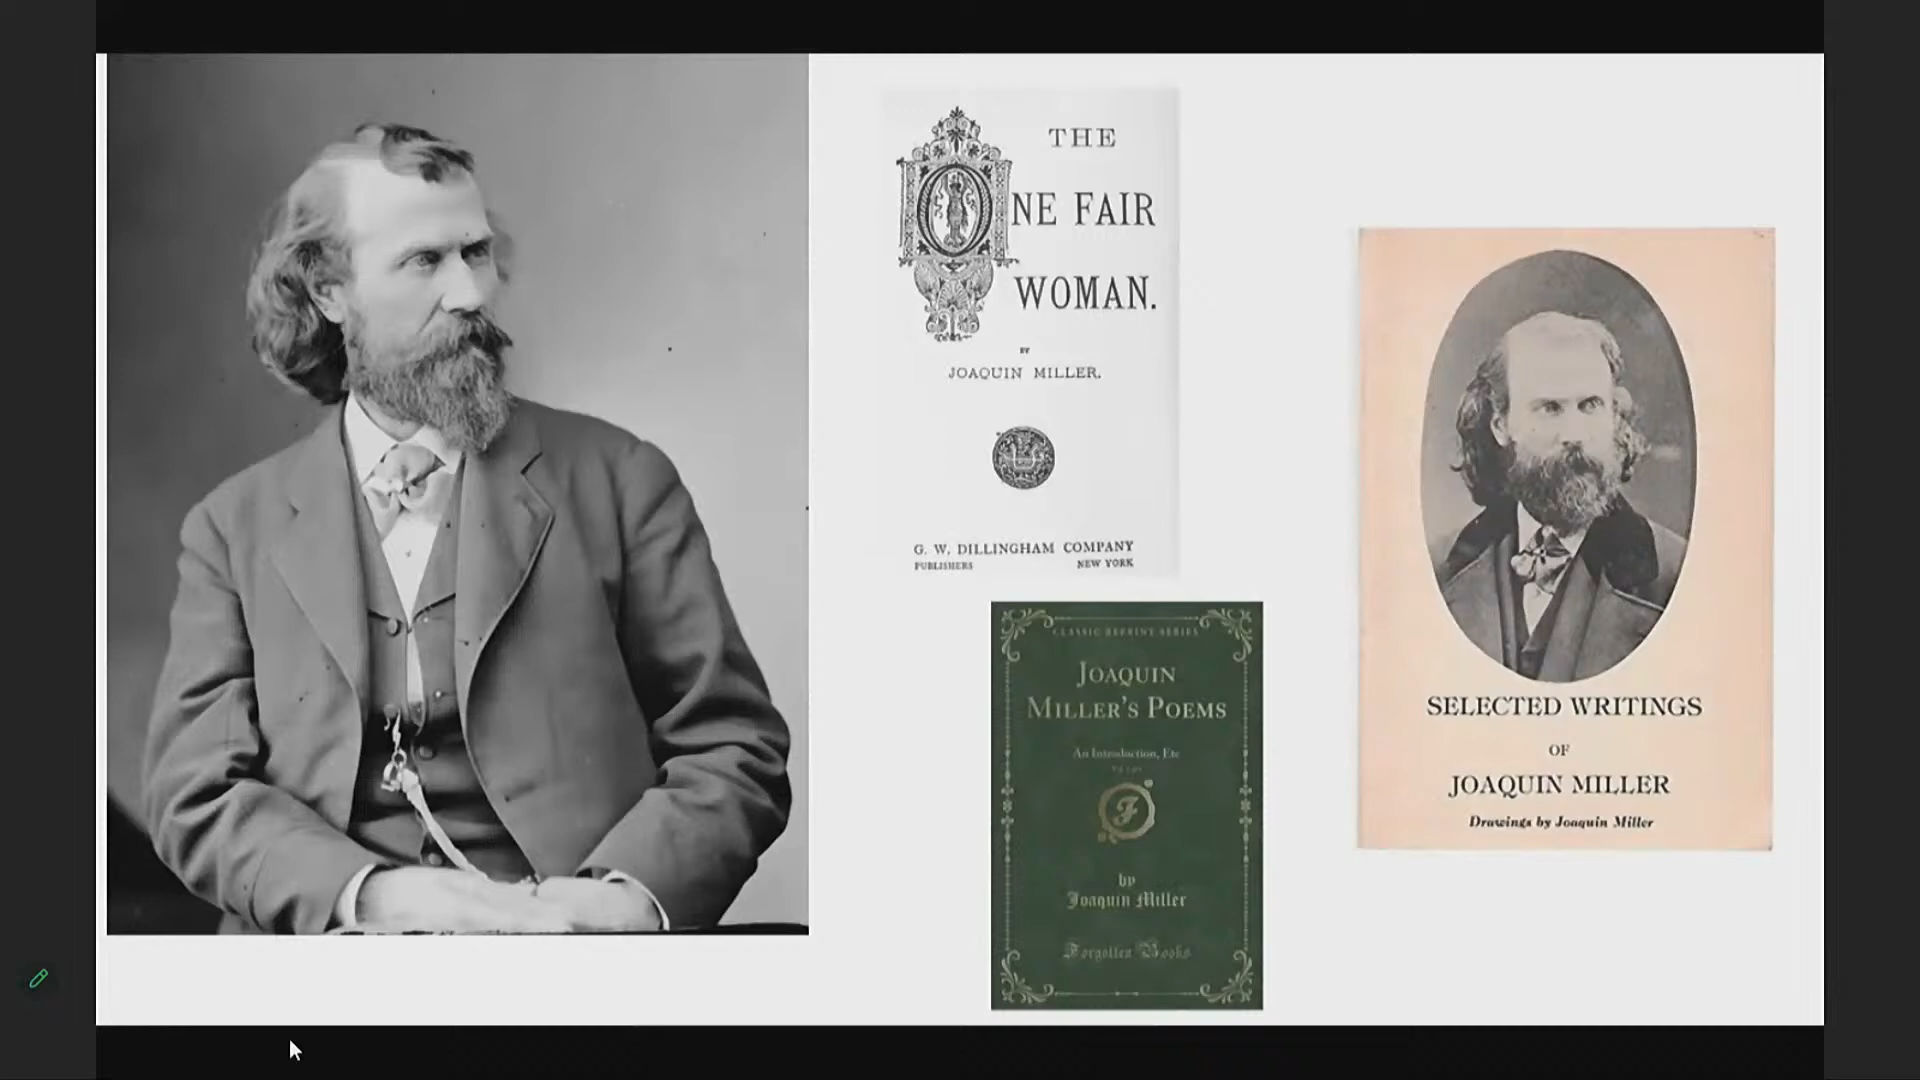 THE
ONE FAIR
WOMAN.
BY
JOAQUIN MILLER.
G. W. DILLINGHAM COMPANY
PUBLISHERS NEW YORK
CLASSIC REPRINT SERIES
JOAQUIN
MILLER'S POEMS
An Introduction, Etc
F
by
Joaquin Miller
Forgotten Books
SELECTED WRITINGS
OF
JOAQUIN MILLER
Drawings by Joaquin Miller